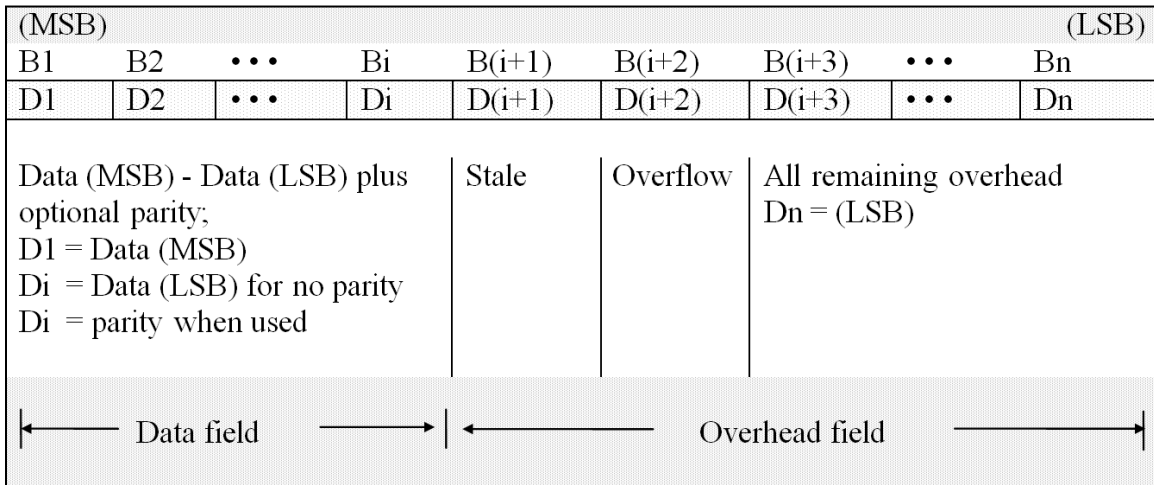 (MSB) (LSB)
B1 B2 • • • Bi B(i+1) B(i+2) B(i+3) • • • Bn
D1 D2 • • • Di D(i+1) D(i+2) D(i+3) • • • Dn
Data (MSB) - Data (LSB) plus
optional parity;
D1 = Data (MSB)
Di = Data (LSB) for no parity
Di = parity when used
Stale
Overflow
All remaining overhead
Dn = (LSB)
Data field
Overhead field